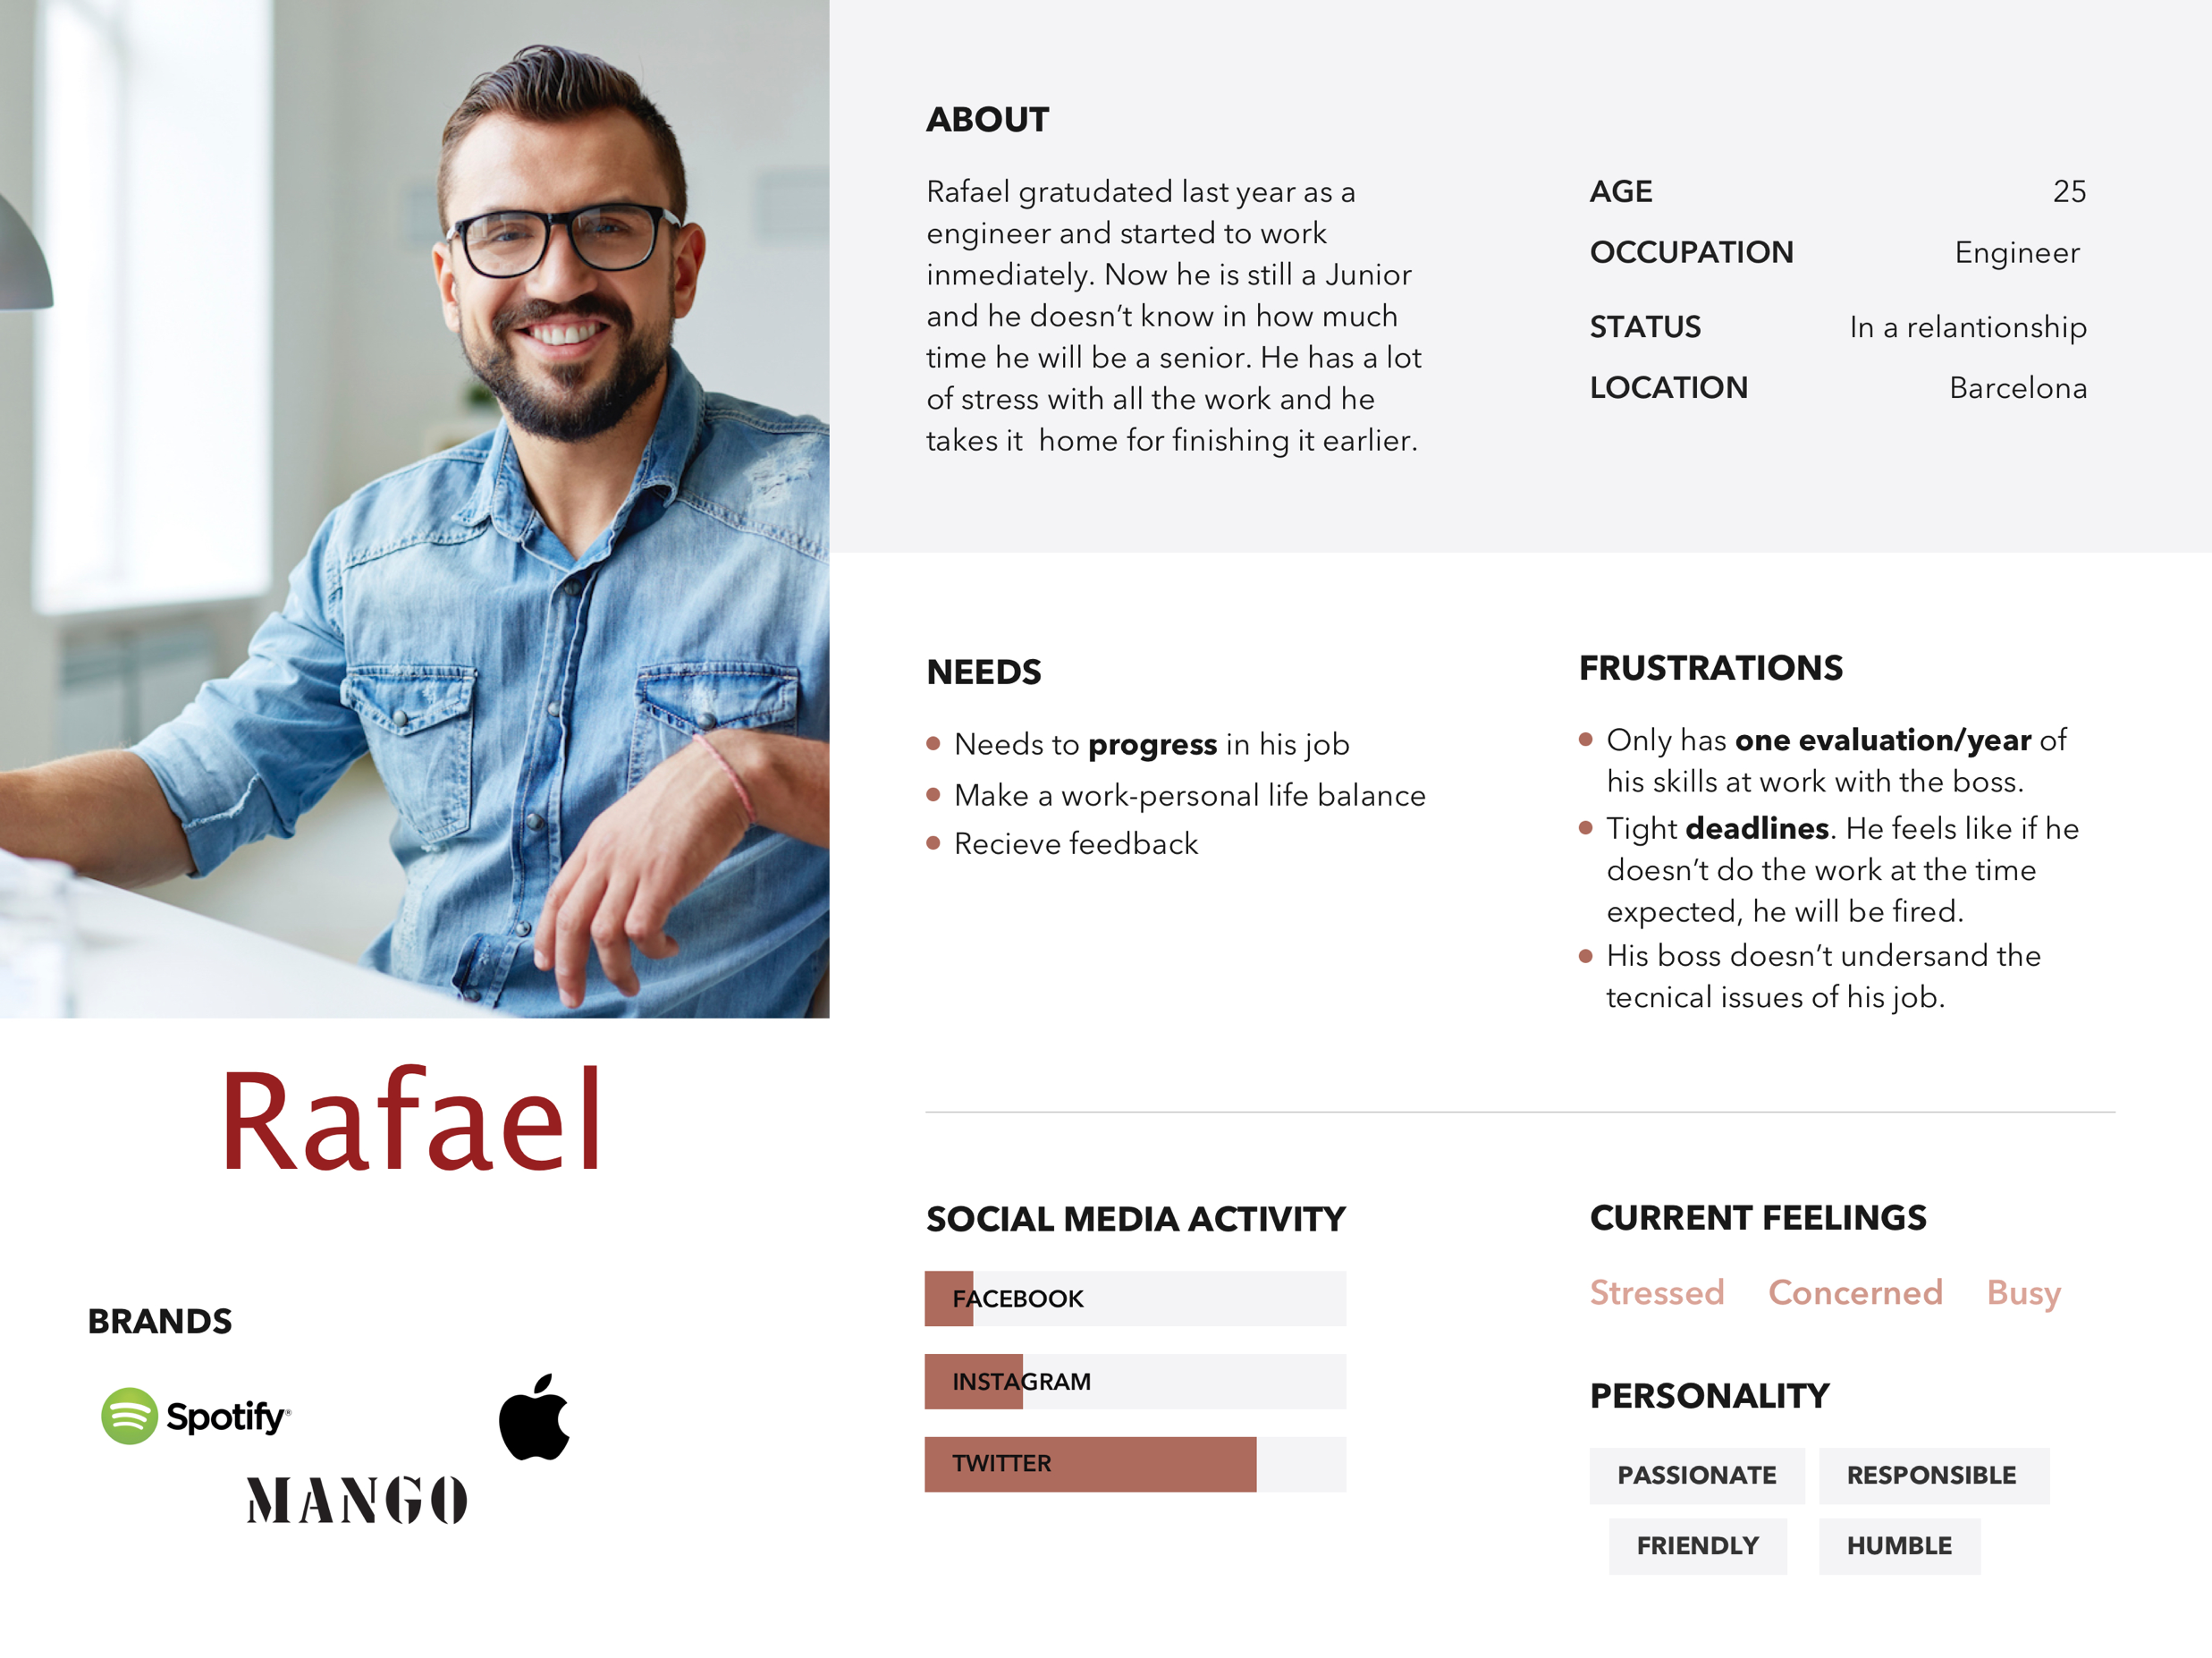 ABOUT
Rafael gratudated last year as a
engineer and started to work
inmediately. Now he is still a Junior
and he doesn’t know in how much
time he will be a senior. He has a lot
of stress with all the work and he
takes it  home for finishing it earlier.
AGE 25
OCCUPATION Engineer
STATUS In a relantionship
LOCATION Barcelona
NEEDS
Needs to progress in his job
Make a work-personal life balance
Recieve feedback
FRUSTRATIONS
Only has one evaluation/year of
his skills at work with the boss.
Tight deadlines. He feels like if he
doesn’t do the work at the time
expected, he will be fired.
His boss doesn’t undersand the
tecnical issues of his job.
Rafael
BRANDS
Spotify®
MANGO
SOCIAL MEDIA ACTIVITY
FACEBOOK
INSTAGRAM
TWITTER
CURRENT FEELINGS
Stressed Concerned Busy
PERSONALITY
PASSIONATE RESPONSIBLE
FRIENDLY HUMBLE